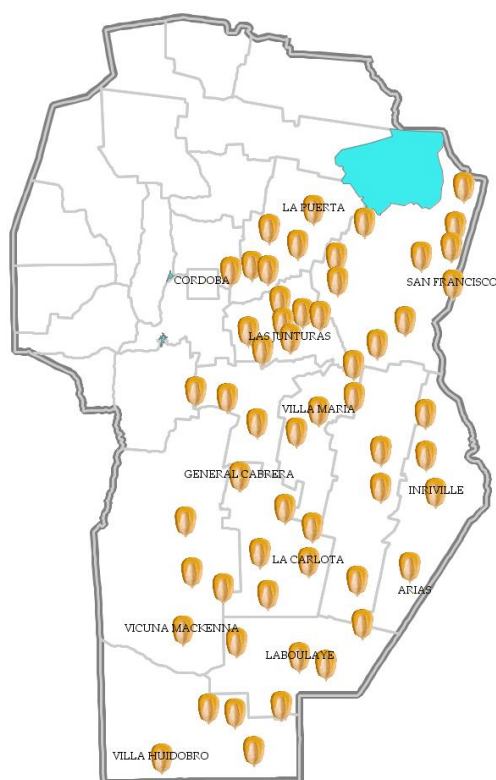 LA PUERTA
CORDOBA
SAN FRANCISCO
LAS JUNTURAS
VILLA MARIA
GENERAL CABRERA
INRIVILLE
LA CARLOTA
ARIAS
VICUNA MACKENNA
LABOULAYE
VILLA HUIDOBRO